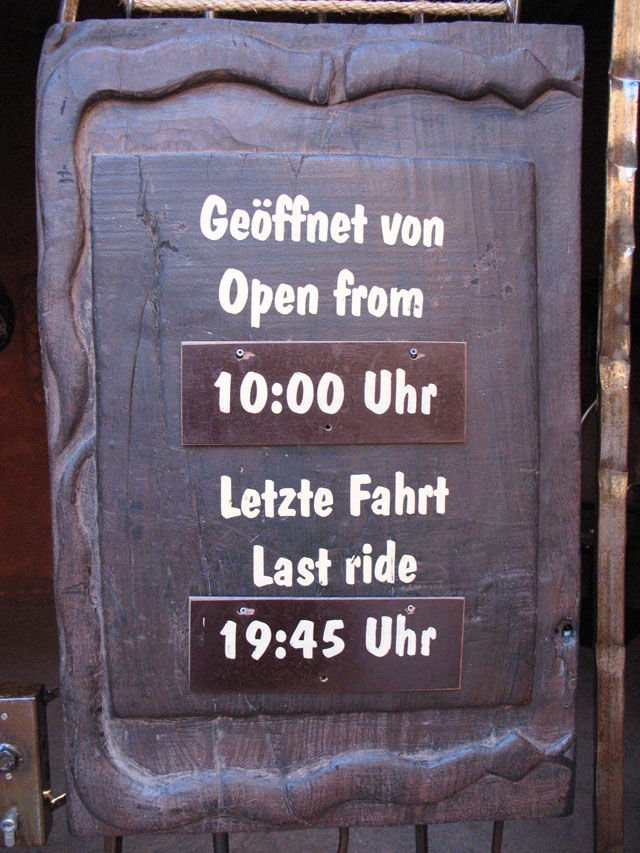 Geöffnet von
Open from
10:00 Uhr
Letzte Fahrt
Last ride
19:45 Uhr